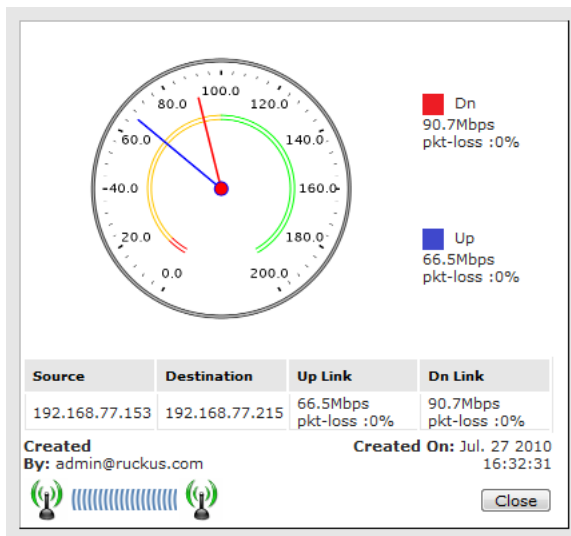 100.0
80.0
120.0
60.0
140.0
40.0
160.0
20.0
180.0
0.0
200.0
Dn
90.7Mbps
pkt-loss :0%
Up
66.5Mbps
pkt-loss :0%
Source Destination Up Link Dn Link
192.168.77.153 192.168.77.215 66.5Mbps pkt-loss :0% 90.7Mbps pkt-loss :0%
Created By: admin@ruckus.com
Created On: Jul. 27 2010 16:32:31
Close